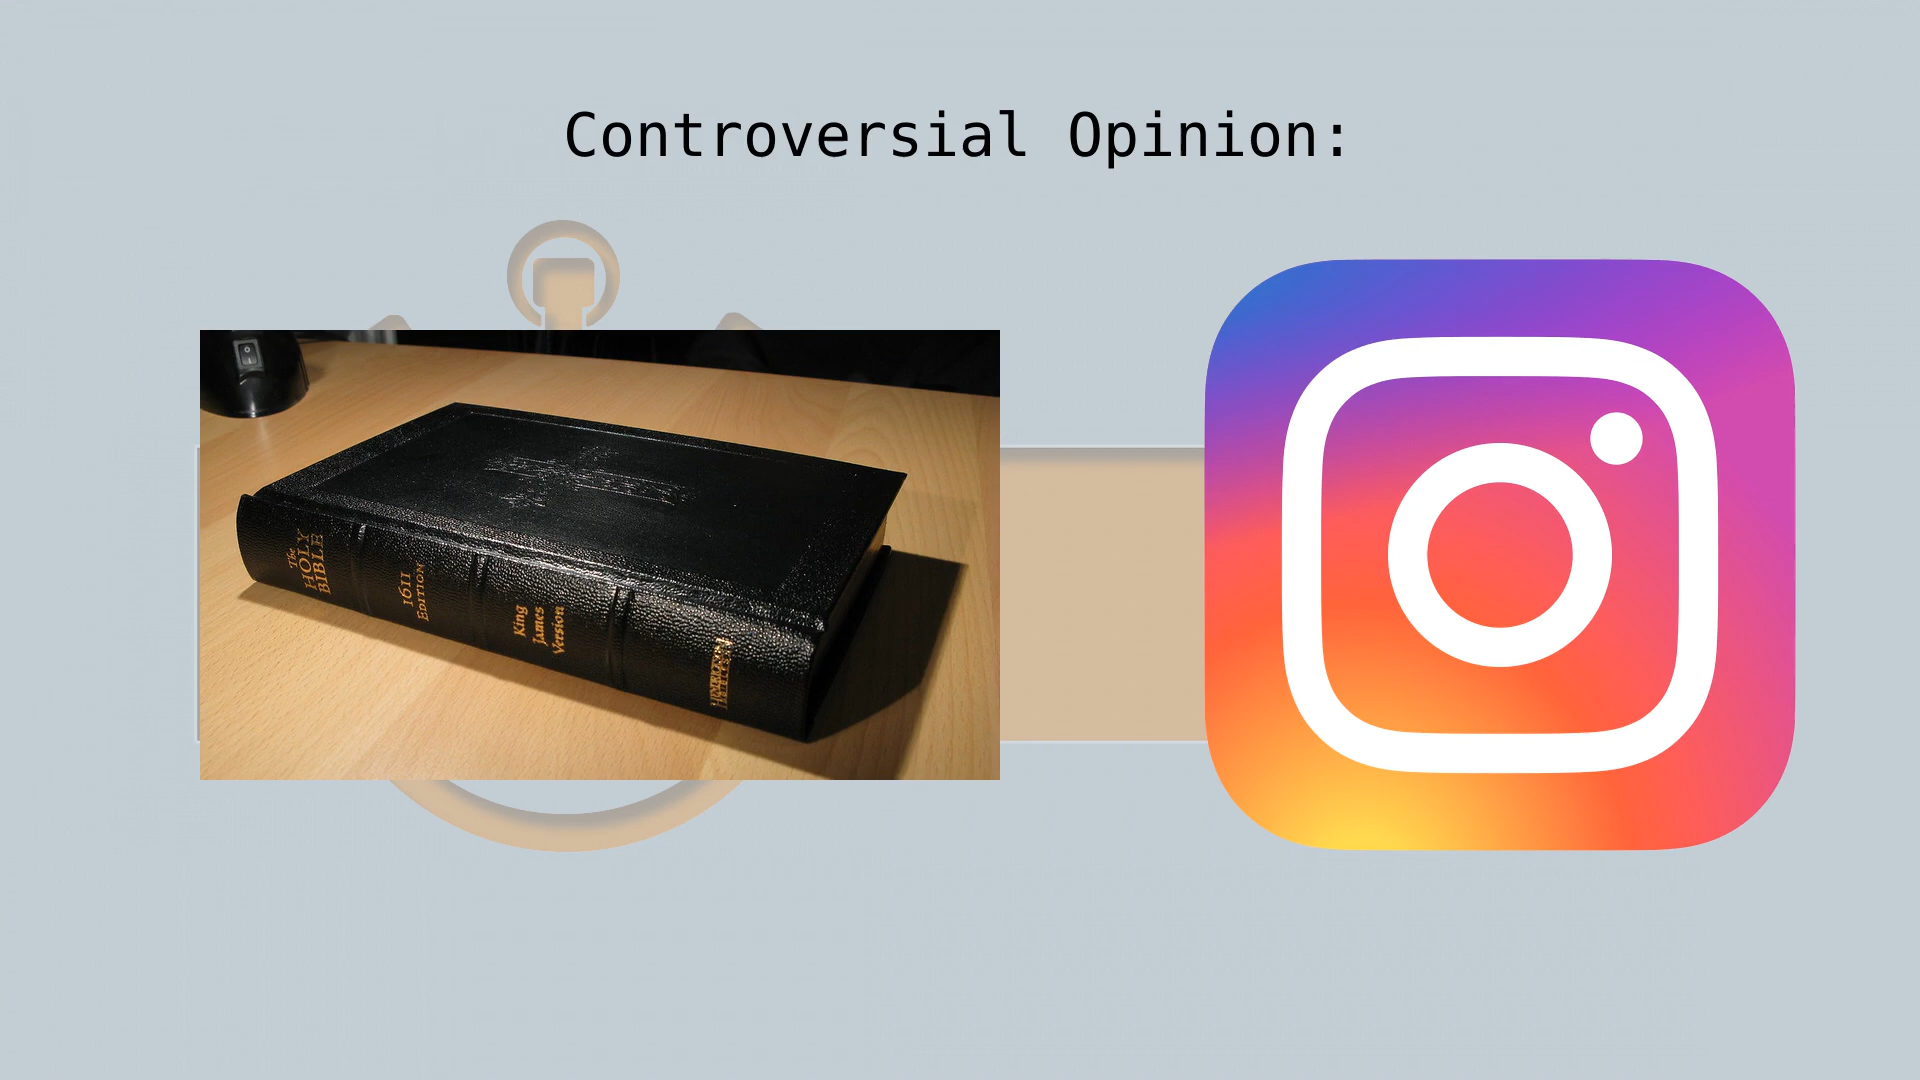 Controversial Opinion:
The
HOLY
BIBLE
1611
EDITION
King
James
Version